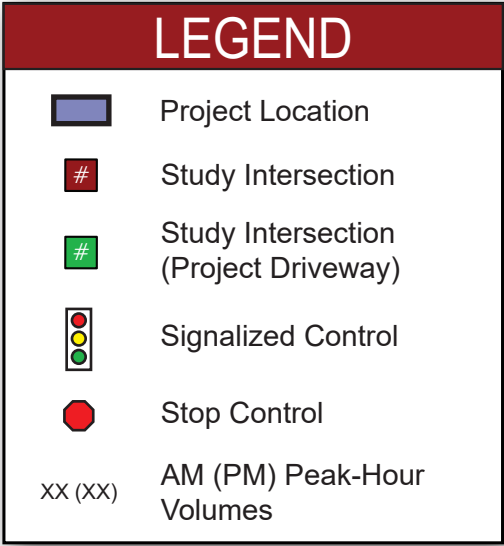 LEGEND
Project Location
# Study Intersection
# Study Intersection
(Project Driveway)
Signalized Control
Stop Control
XX (XX) AM (PM) Peak-Hour
Volumes